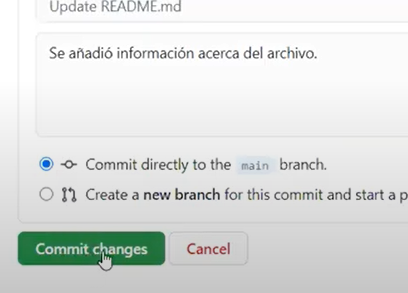 Update README.md
Se añadió información acerca del archivo.
Commit directly to the main branch.
Create a new branch for this commit and start a
Commit changes
Cancel